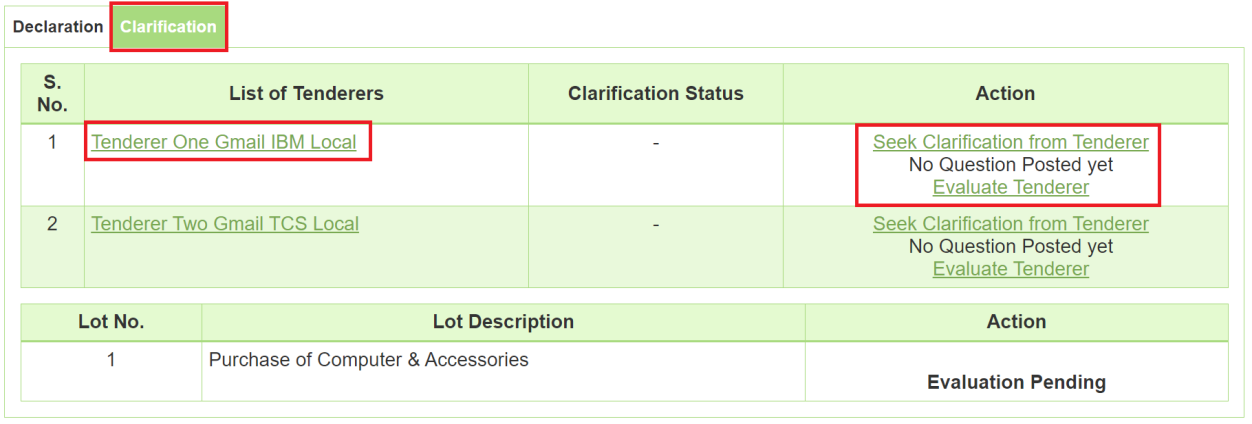 Declaration Clarification
S. No. List of Tenderers Clarification Status Action
1 Tenderer One Gmail IBM Local - Seek Clarification from Tenderer
No Question Posted yet
Evaluate Tenderer
2 Tenderer Two Gmail TCS Local - Seek Clarification from Tenderer
No Question Posted yet
Evaluate Tenderer
Lot No. Lot Description Action
1 Purchase of Computer & Accessories
Evaluation Pending